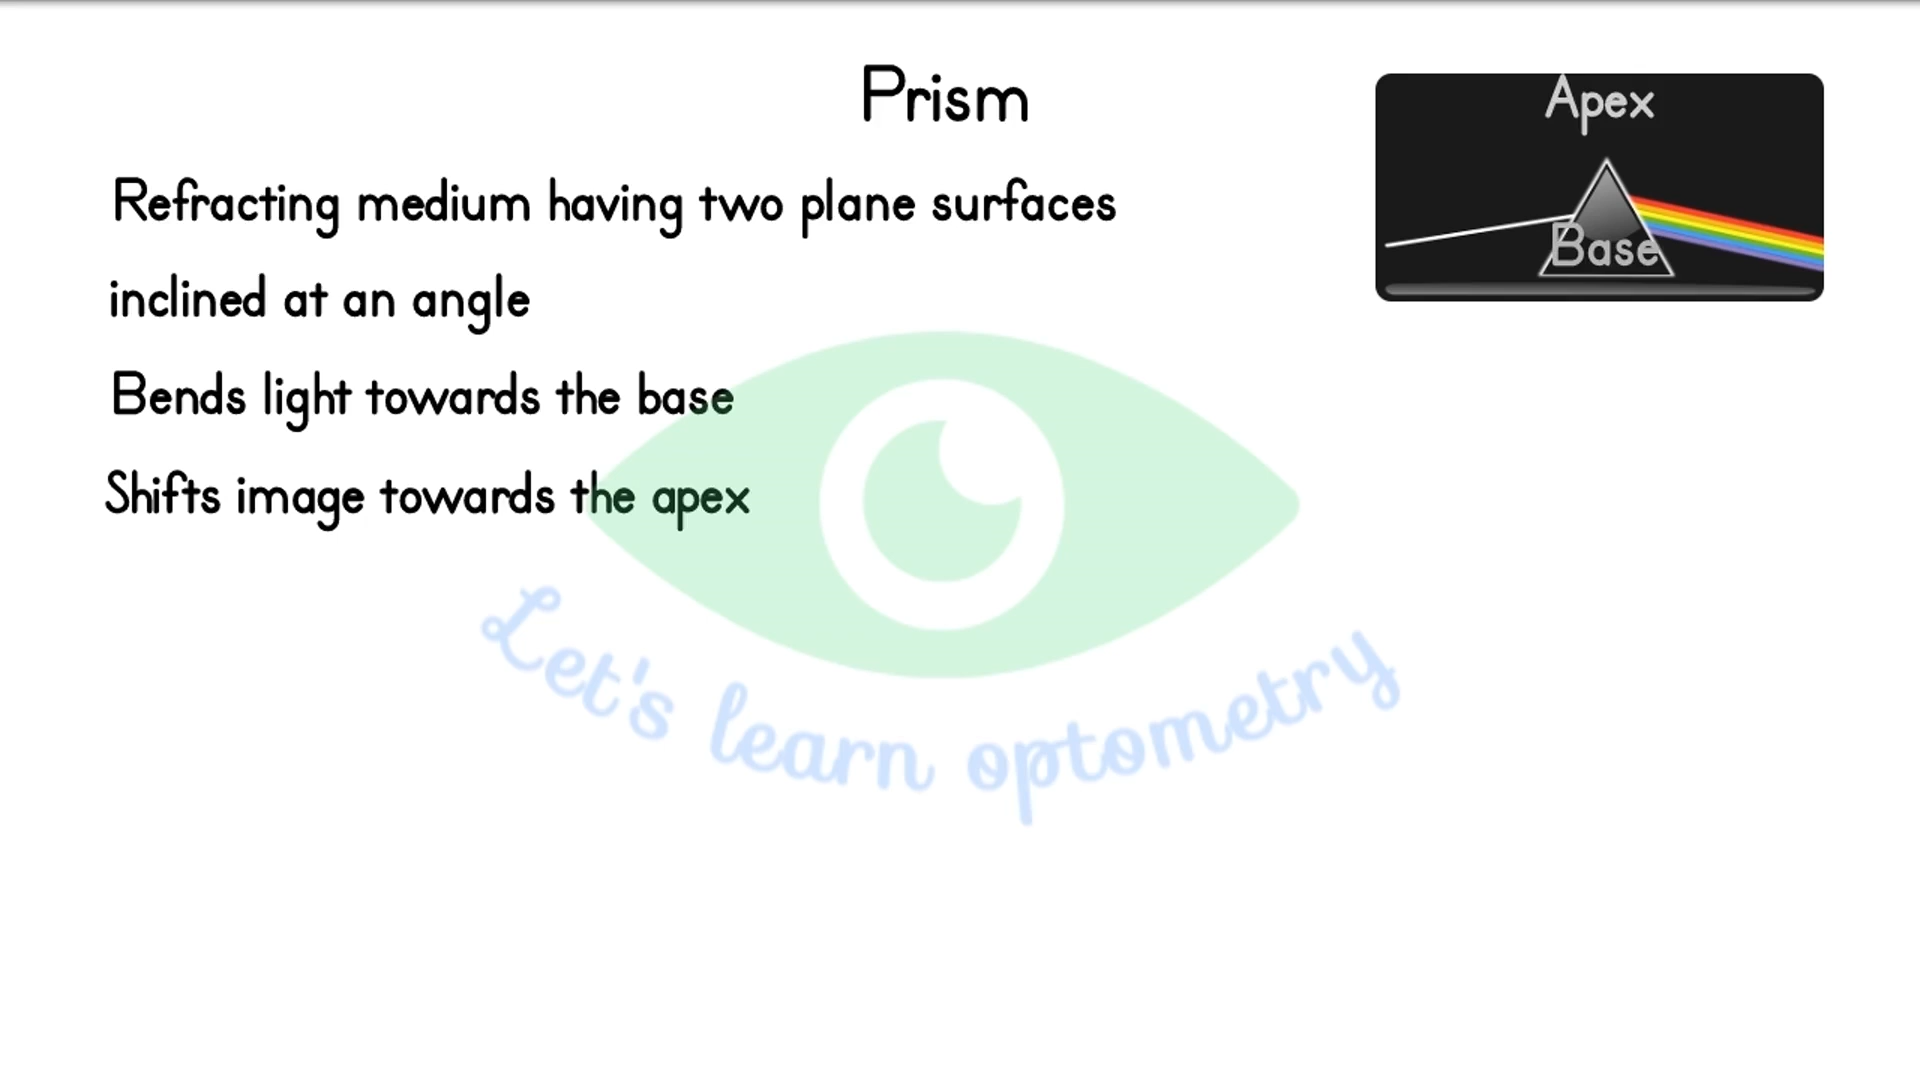 Prism
Apex
Base
Refracting medium having two plane surfaces
inclined at an angle
Bends light towards the base
Shifts image towards the apex
Let's learn optometry